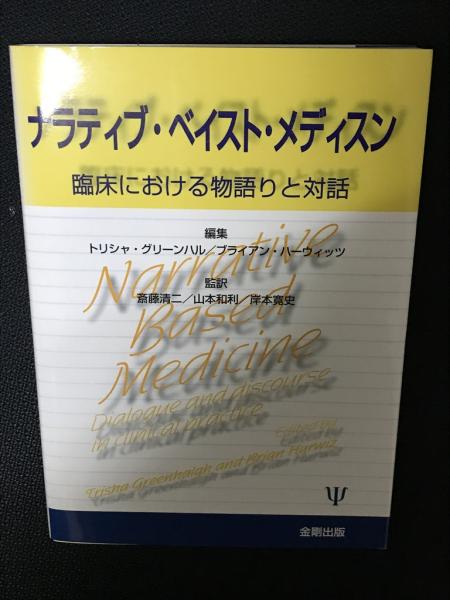 ナラティブ・ベイスト・メディスン
臨床における物語りと対話
編集
トリシャ・グリーンハル／ブライアン・ハーウィッツ
監訳
斎藤清二／山本和利／岸本寛史
Narrative
Based
Medicine
Dialogue and discourse
in clinical practice
Edited by
Trisha Greenhalgh and Brian Hurwiz
Ψ
金剛出版